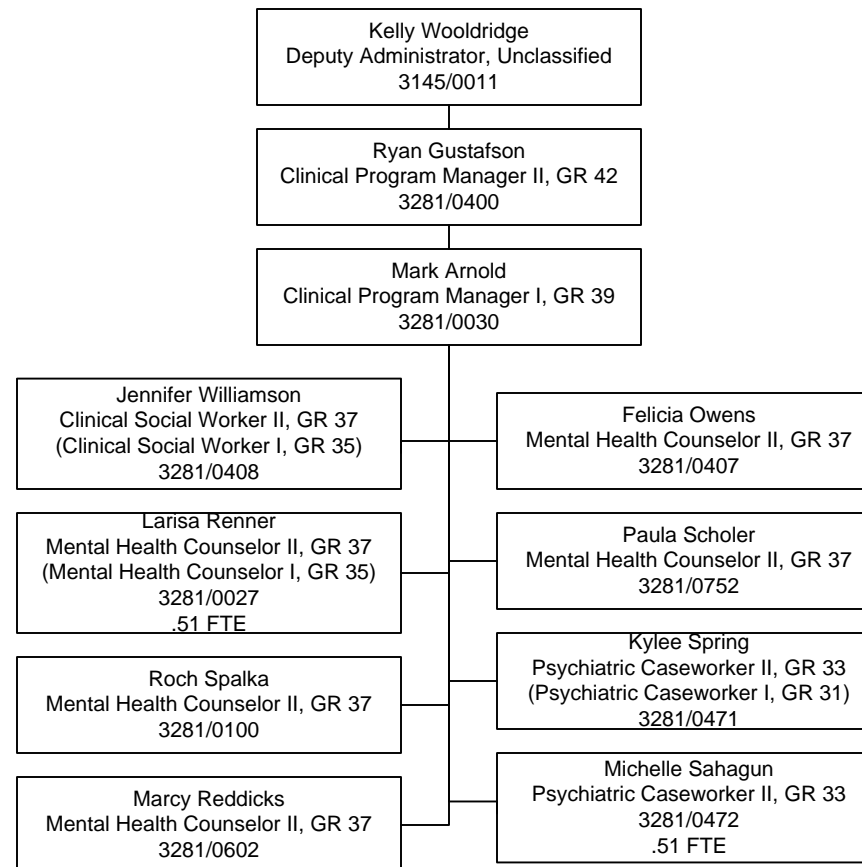 Kelly Wooldridge
Deputy Administrator, Unclassified
3145/0011
Ryan Gustafson
Clinical Program Manager II, GR 42
3281/0400
Mark Arnold
Clinical Program Manager I, GR 39
3281/0030
Jennifer Williamson
Clinical Social Worker II, GR 37
(Clinical Social Worker I, GR 35)
3281/0408
Felicia Owens
Mental Health Counselor II, GR 37
3281/0407
Larisa Renner
Mental Health Counselor II, GR 37
(Mental Health Counselor I, GR 35)
3281/0027
.51 FTE
Paula Scholer
Mental Health Counselor II, GR 37
3281/0752
Roch Spalka
Mental Health Counselor II, GR 37
3281/0100
Kylee Spring
Psychiatric Caseworker II, GR 33
(Psychiatric Caseworker I, GR 31)
3281/0471
Marcy Reddicks
Mental Health Counselor II, GR 37
3281/0602
Michelle Sahagun
Psychiatric Caseworker II, GR 33
3281/0472
.51 FTE